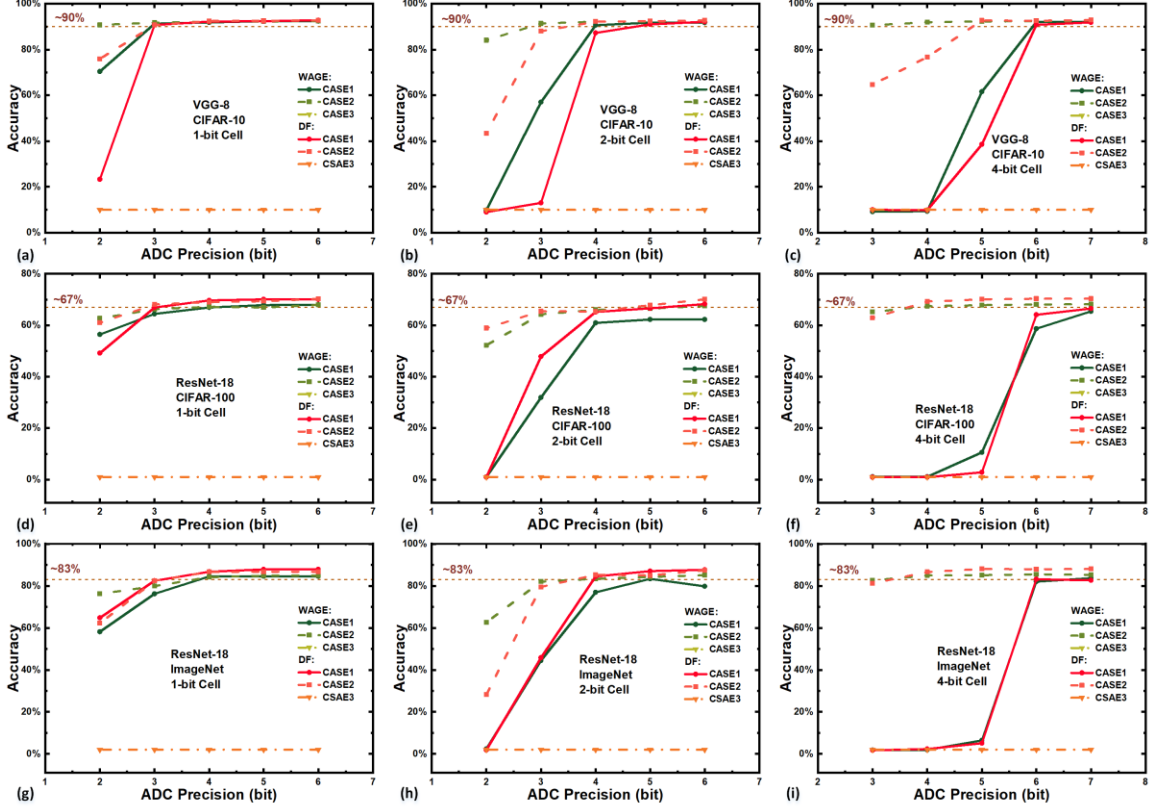 100%
~90%
80%
60%
40%
20%
0%
Accuracy
WAGE:
CASE1
CASE2
CASE3
DF:
CASE1
CASE2
CSAE3
VGG-8
CIFAR-10
1-bit Cell
1 2 3 4 5 6 7
(a) ADC Precision (bit)
100%
~90%
80%
60%
40%
20%
0%
Accuracy
WAGE:
CASE1
CASE2
CASE3
DF:
CASE1
CASE2
CSAE3
VGG-8
CIFAR-10
2-bit Cell
1 2 3 4 5 6 7
(b) ADC Precision (bit)
100%
~90%
80%
60%
40%
20%
0%
Accuracy
WAGE:
CASE1
CASE2
CASE3
DF:
CASE1
CASE2
CSAE3
VGG-8
CIFAR-10
4-bit Cell
2 3 4 5 6 7 8
(c) ADC Precision (bit)
80%
~67%
60%
40%
20%
0%
Accuracy
WAGE:
CASE1
CASE2
CASE3
DF:
CASE1
CASE2
CSAE3
ResNet-18
CIFAR-100
1-bit Cell
1 2 3 4 5 6 7
(d) ADC Precision (bit)
80%
~67%
60%
40%
20%
0%
Accuracy
WAGE:
CASE1
CASE2
CASE3
DF:
CASE1
CASE2
CSAE3
ResNet-18
CIFAR-100
2-bit Cell
1 2 3 4 5 6 7
(e) ADC Precision (bit)
80%
~67%
60%
40%
20%
0%
Accuracy
WAGE:
CASE1
CASE2
CASE3
DF:
CASE1
CASE2
CSAE3
ResNet-18
CIFAR-100
4-bit Cell
2 3 4 5 6 7 8
(f) ADC Precision (bit)
100%
~83%
80%
60%
40%
20%
0%
Accuracy
WAGE:
CASE1
CASE2
CASE3
DF:
CASE1
CASE2
CSAE3
ResNet-18
ImageNet
1-bit Cell
1 2 3 4 5 6 7
(g) ADC Precision (bit)
100%
~83%
80%
60%
40%
20%
0%
Accuracy
WAGE:
CASE1
CASE2
CASE3
DF:
CASE1
CASE2
CSAE3
ResNet-18
ImageNet
2-bit Cell
1 2 3 4 5 6 7
(h) ADC Precision (bit)
100%
~83%
80%
60%
40%
20%
0%
Accuracy
WAGE:
CASE1
CASE2
CASE3
DF:
CASE1
CASE2
CSAE3
ResNet-18
ImageNet
4-bit Cell
2 3 4 5 6 7 8
(i) ADC Precision (bit)